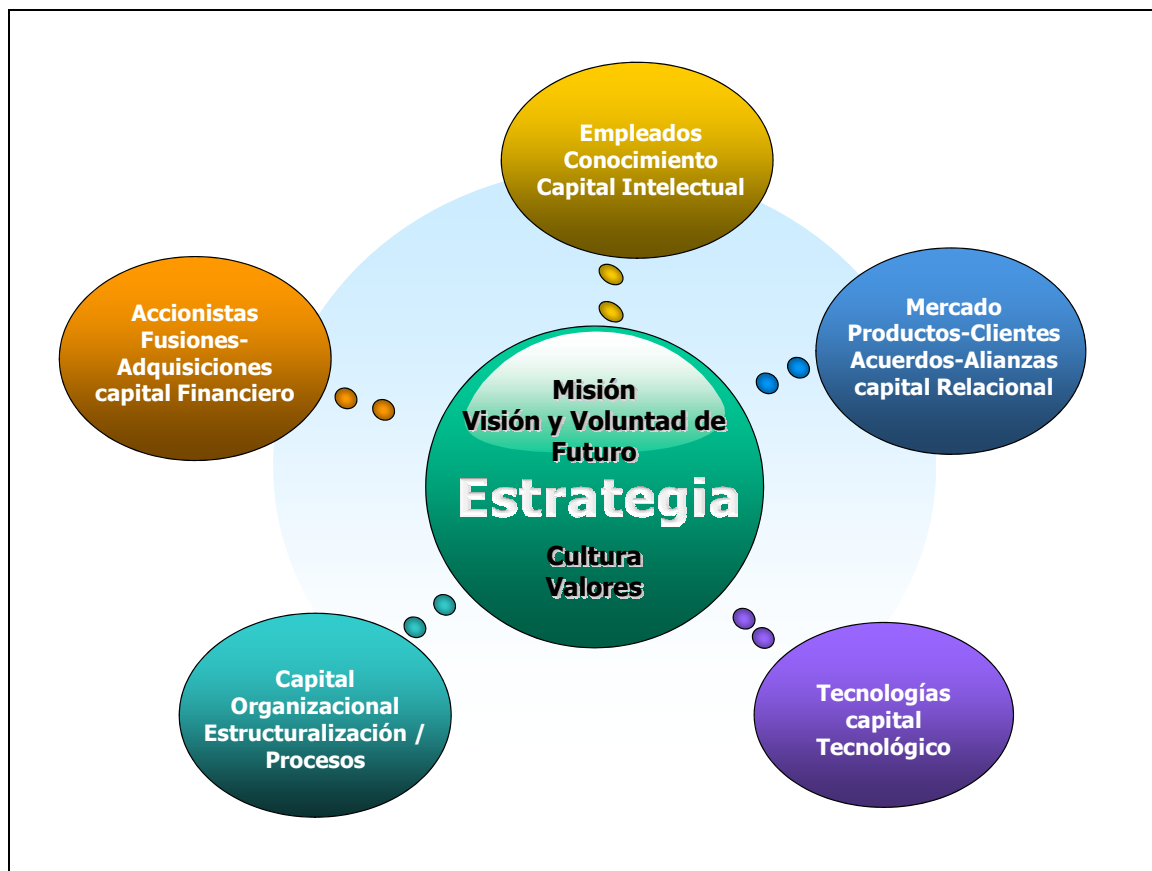 Empleados
Conocimiento
Capital Intelectual
Accionistas
Fusiones-
Adquisiciones
capital Financiero
Mercado
Productos-Clientes
Acuerdos-Alianzas
capital Relacional
Misión
Visión y Voluntad de
Futuro
Estrategia
Cultura
Valores
Capital
Organizacional
Estructuralización /
Procesos
Tecnologías
capital
Tecnológico